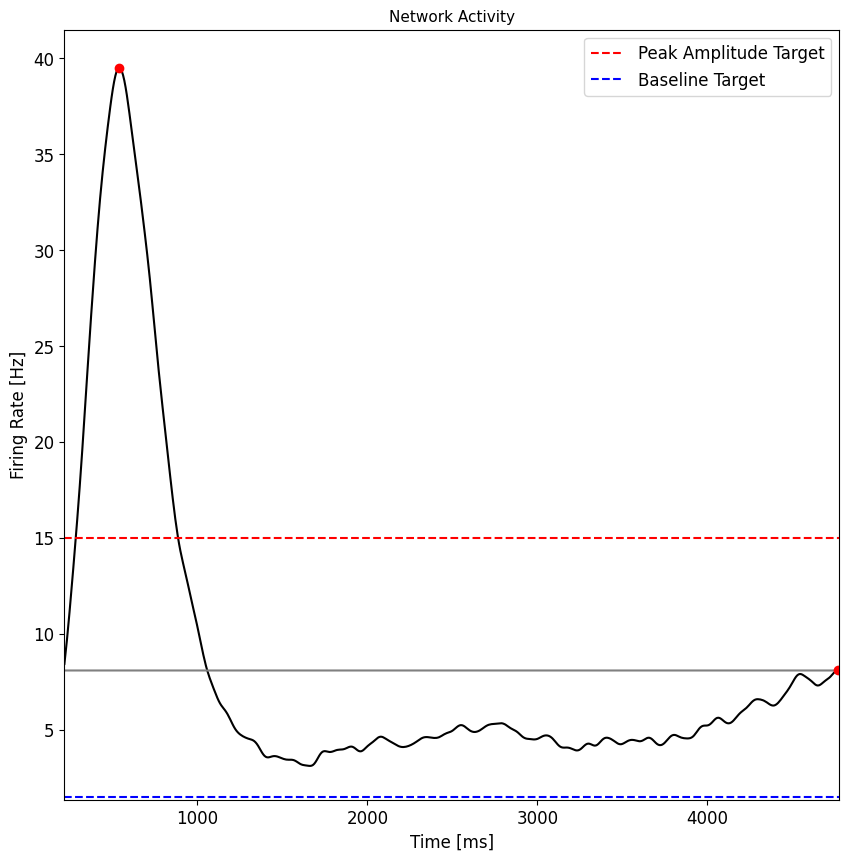 Network Activity
Peak Amplitude Target
Baseline Target
Firing Rate [Hz]
40
35
30
25
20
15
10
5
1000
2000
3000
4000
Time [ms]